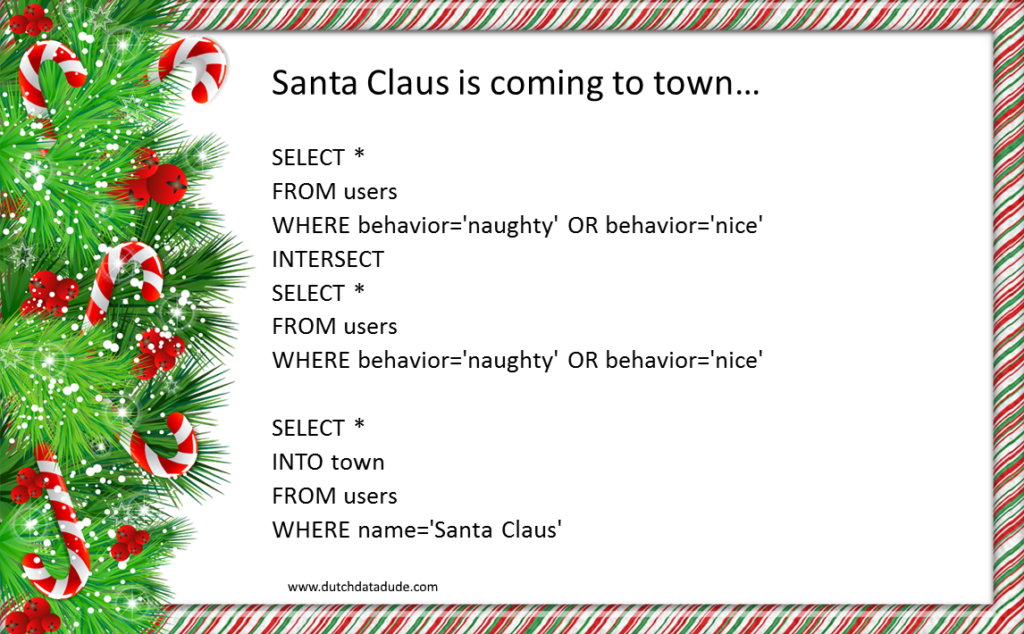 Santa Claus is coming to town…
SELECT *
FROM users
WHERE behavior='naughty' OR behavior='nice'
INTERSECT
SELECT *
FROM users
WHERE behavior='naughty' OR behavior='nice'
SELECT *
INTO town
FROM users
WHERE name='Santa Claus'
www.dutchdatadude.com